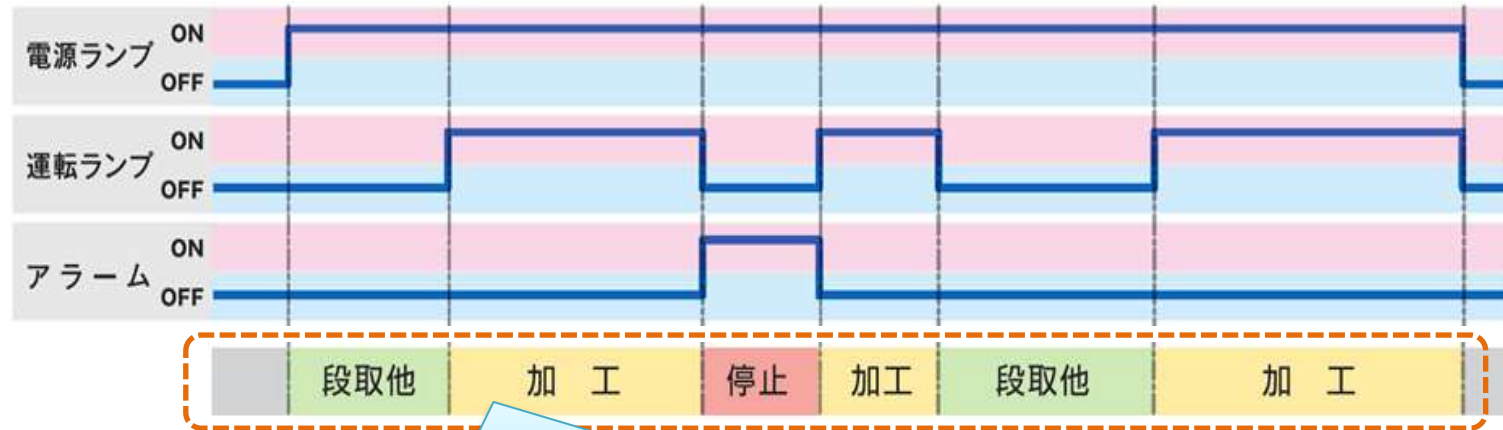 電源ランプ ON
OFF
運転ランプ ON
OFF
アラーム ON
OFF
段取他 加 工 停止 加工 段取他 加 工